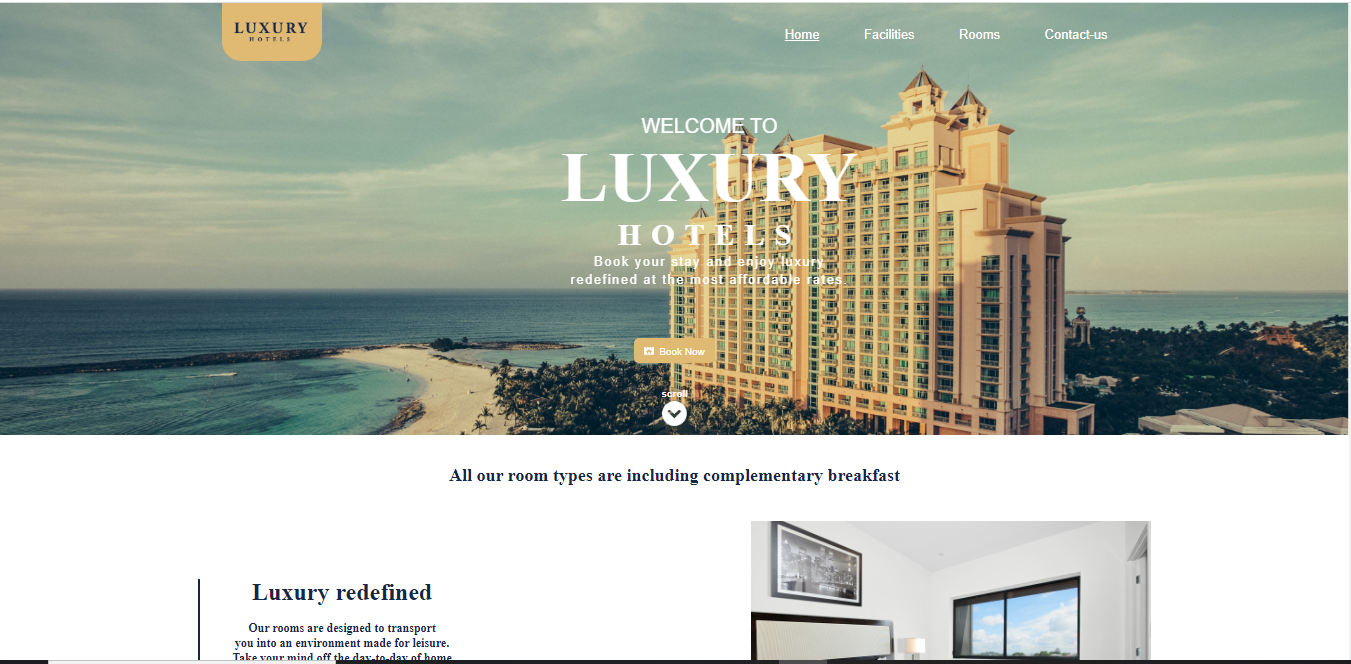 LUXURY
HOTELS
Home Facilities Rooms Contact-us
WELCOME TO
LUXURY
HOTELS
Book your stay and enjoy luxury
redefined at the most affordable rates.
Book Now
scroll
All our room types are including complementary breakfast
Luxury redefined
Our rooms are designed to transport
you into an environment made for leisure.
Take your mind off the day-to-day of home